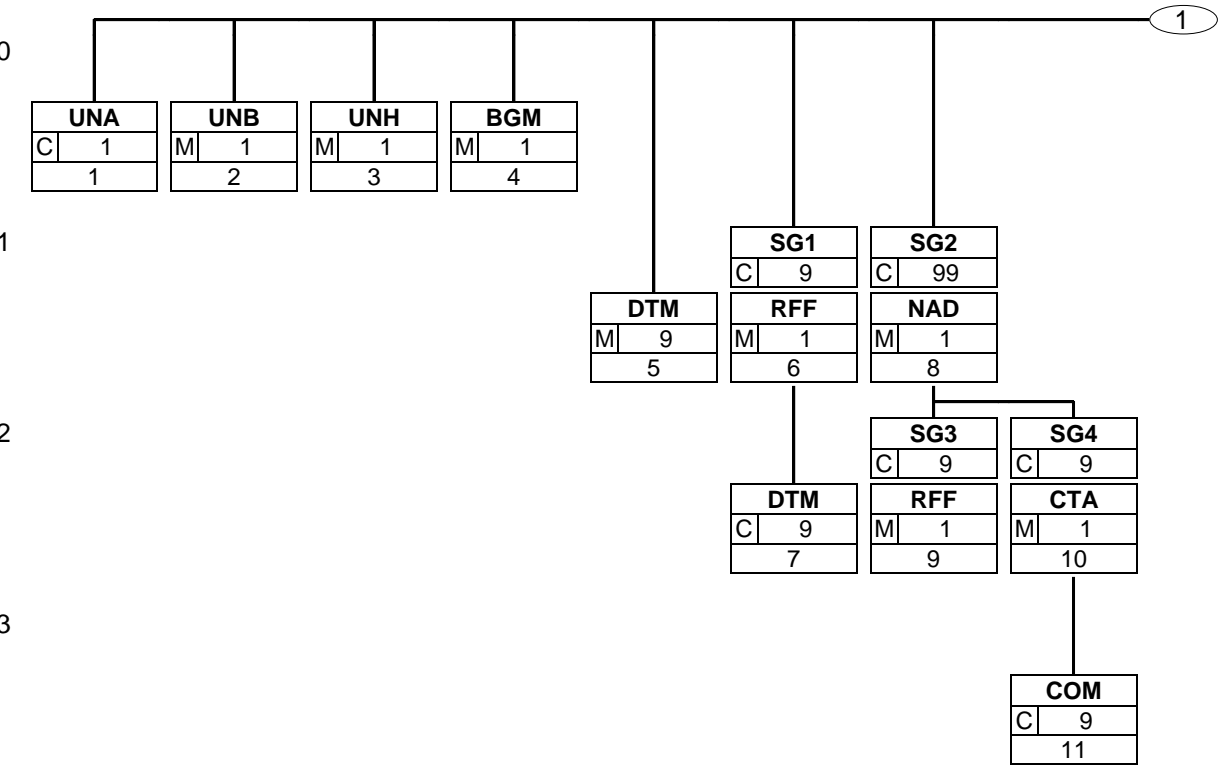 1
0
UNA UNB UNH BGM
C 1 M 1 M 1 M 1
1 2 3 4
1
SG1 SG2
C 9 C 99
DTM RFF NAD
M 9 M 1 M 1
5 6 8
2
SG3 SG4
C 9 C 9
DTM RFF CTA
C 9 M 1 M 1
7 9 10
3
COM
C 9
11